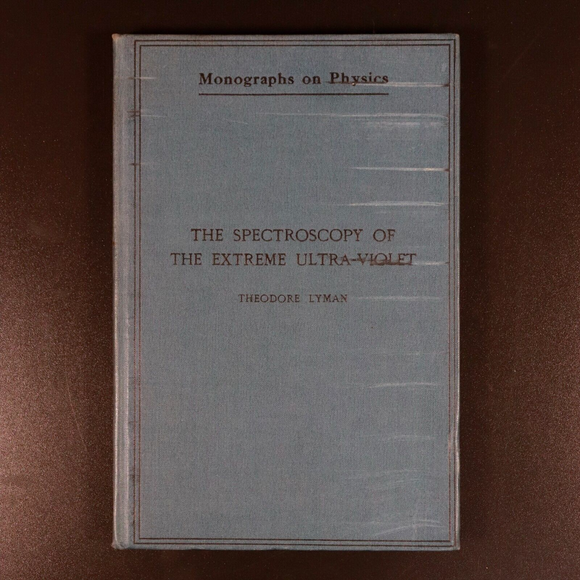 Monographs on Physics
THE SPECTROSCOPY OF
THE EXTREME ULTRA-VIOLET
THEODORE LYMAN